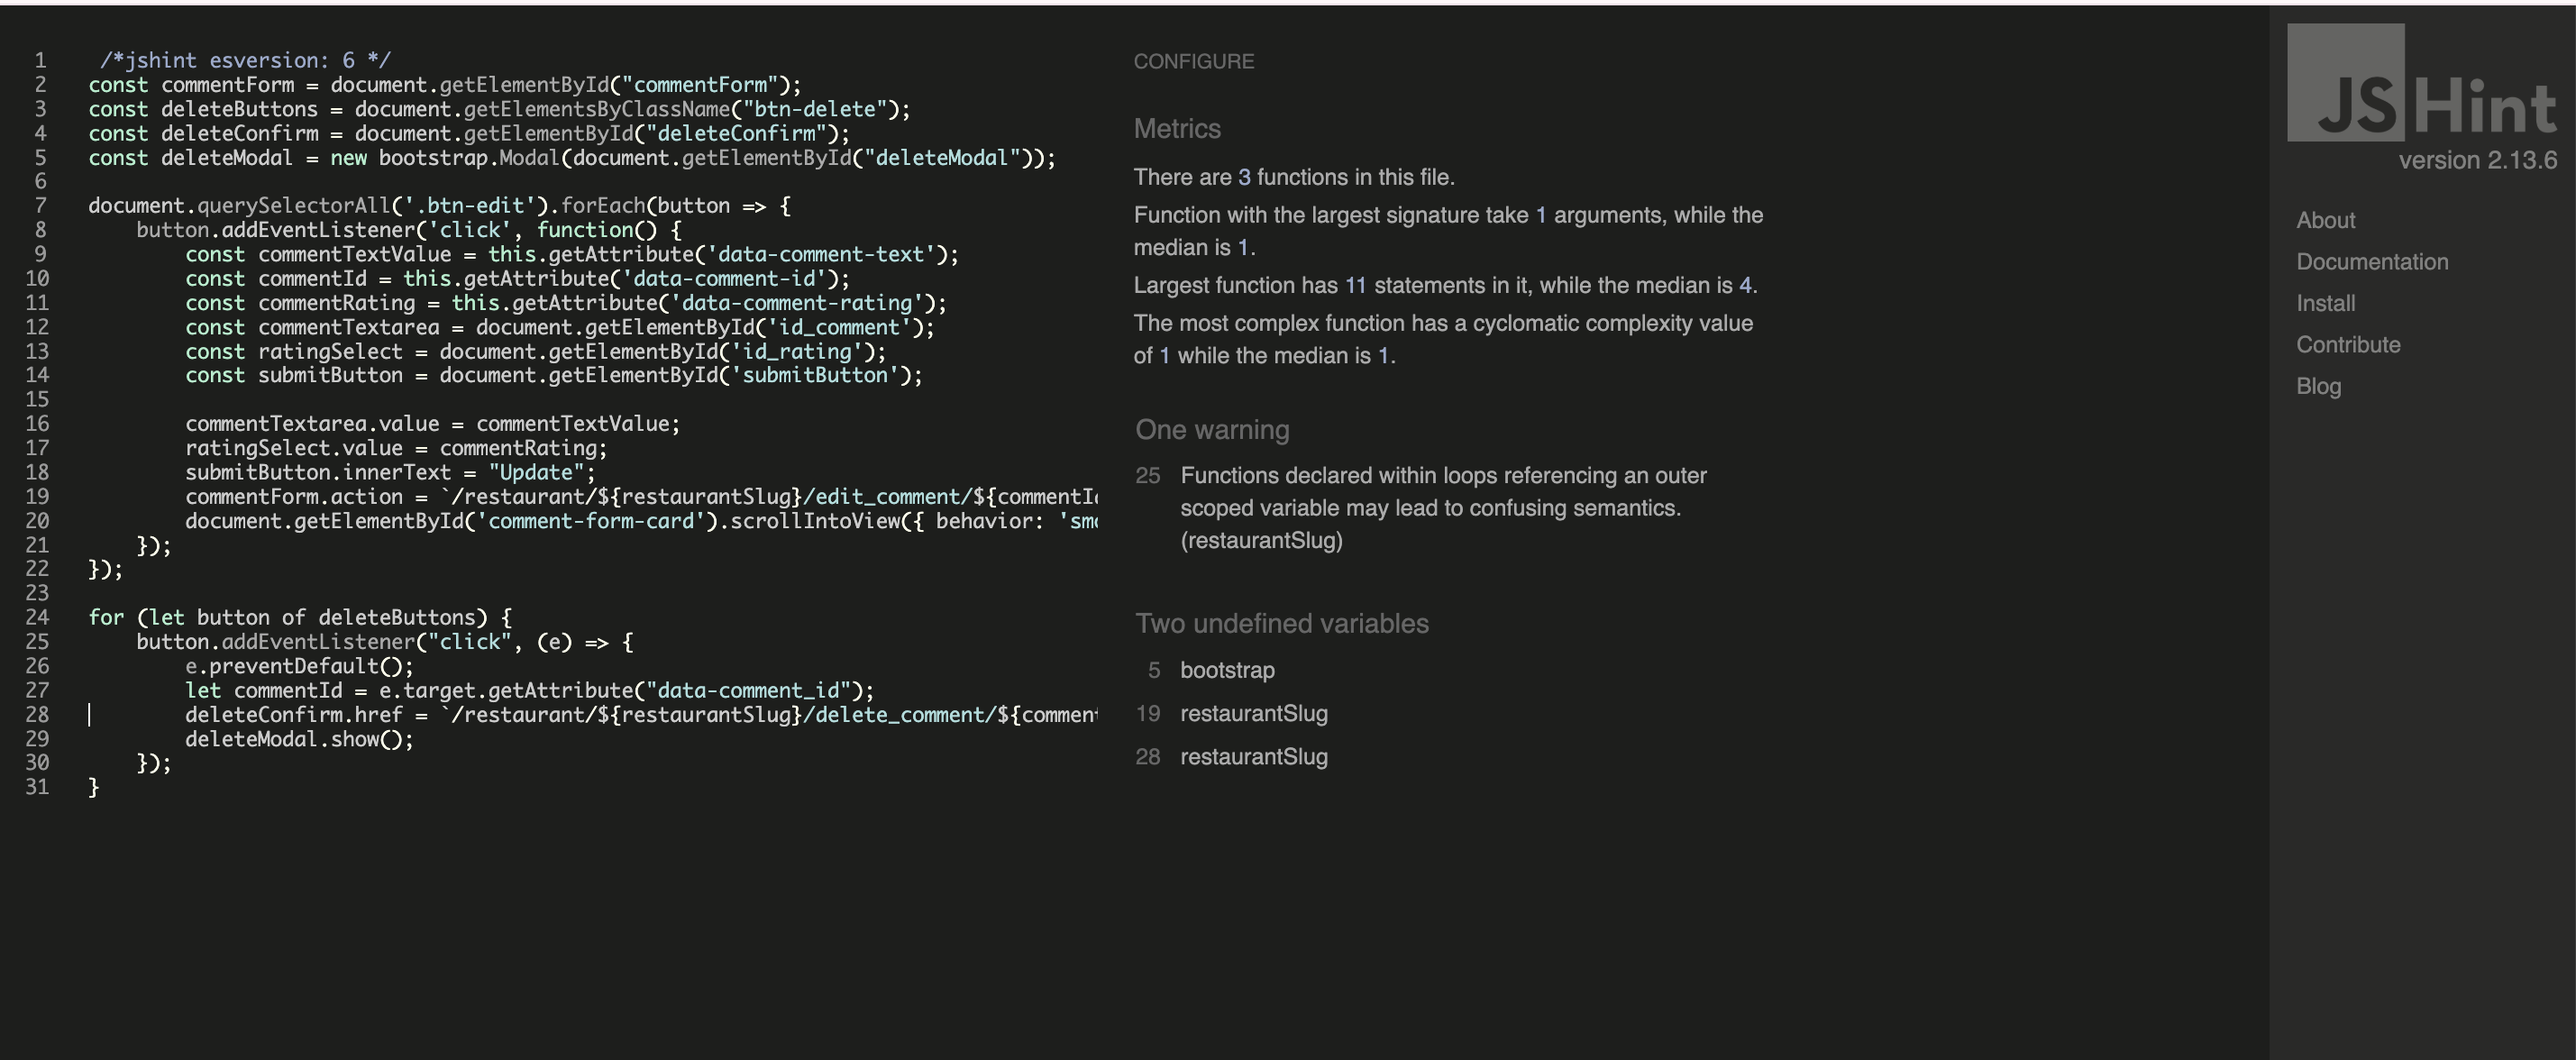 1 /*jshint esversion: 6 */
2 const commentForm = document.getElementById("commentForm");
3 const deleteButtons = document.getElementsByClassName("btn-delete");
4 const deleteConfirm = document.getElementById("deleteConfirm");
5 const deleteModal = new bootstrap.Modal(document.getElementById("deleteModal"));
6
7 document.querySelectorAll('.btn-edit').forEach(button => {
8 button.addEventListener('click', function() {
9 const commentTextValue = this.getAttribute('data-comment-text');
10 const commentId = this.getAttribute('data-comment-id');
11 const commentRating = this.getAttribute('data-comment-rating');
12 const commentTextarea = document.getElementById('id_comment');
13 const ratingSelect = document.getElementById('id_rating');
14 const submitButton = document.getElementById('submitButton');
15
16 commentTextarea.value = commentTextValue;
17 ratingSelect.value = commentRating;
18 submitButton.innerText = "Update";
19 commentForm.action = `/restaurant/${restaurantSlug}/edit_comment/${commentI
20 document.getElementById('comment-form-card').scrollIntoView({ behavior: 'sm
21 });
22 });
23
24 for (let button of deleteButtons) {
25 button.addEventListener("click", (e) => {
26 e.preventDefault();
27 let commentId = e.target.getAttribute("data-comment_id");
28 deleteConfirm.href = `/restaurant/${restaurantSlug}/delete_comment/${commen
29 deleteModal.show();
30 });
31 }
CONFIGURE
Metrics
There are 3 functions in this file.
Function with the largest signature take 1 arguments, while the
median is 1.
Largest function has 11 statements in it, while the median is 4.
The most complex function has a cyclomatic complexity value
of 1 while the median is 1.
One warning
25 Functions declared within loops referencing an outer
scoped variable may lead to confusing semantics.
(restaurantSlug)
Two undefined variables
5 bootstrap
19 restaurantSlug
28 restaurantSlug
JSHint
version 2.13.6
About
Documentation
Install
Contribute
Blog